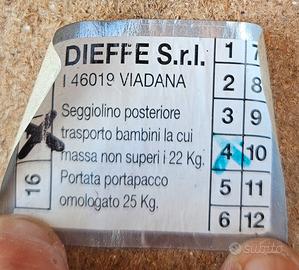 DIEFFE S.r.l.
I 46019 VIADANA
Seggiolino posteriore
trasporto bambini la cui
massa non superi i 22 Kg.
Portata portapacco
omologato 25 Kg.
16
1 7
2 8
3 9
4 10
5 11
6 12
subito